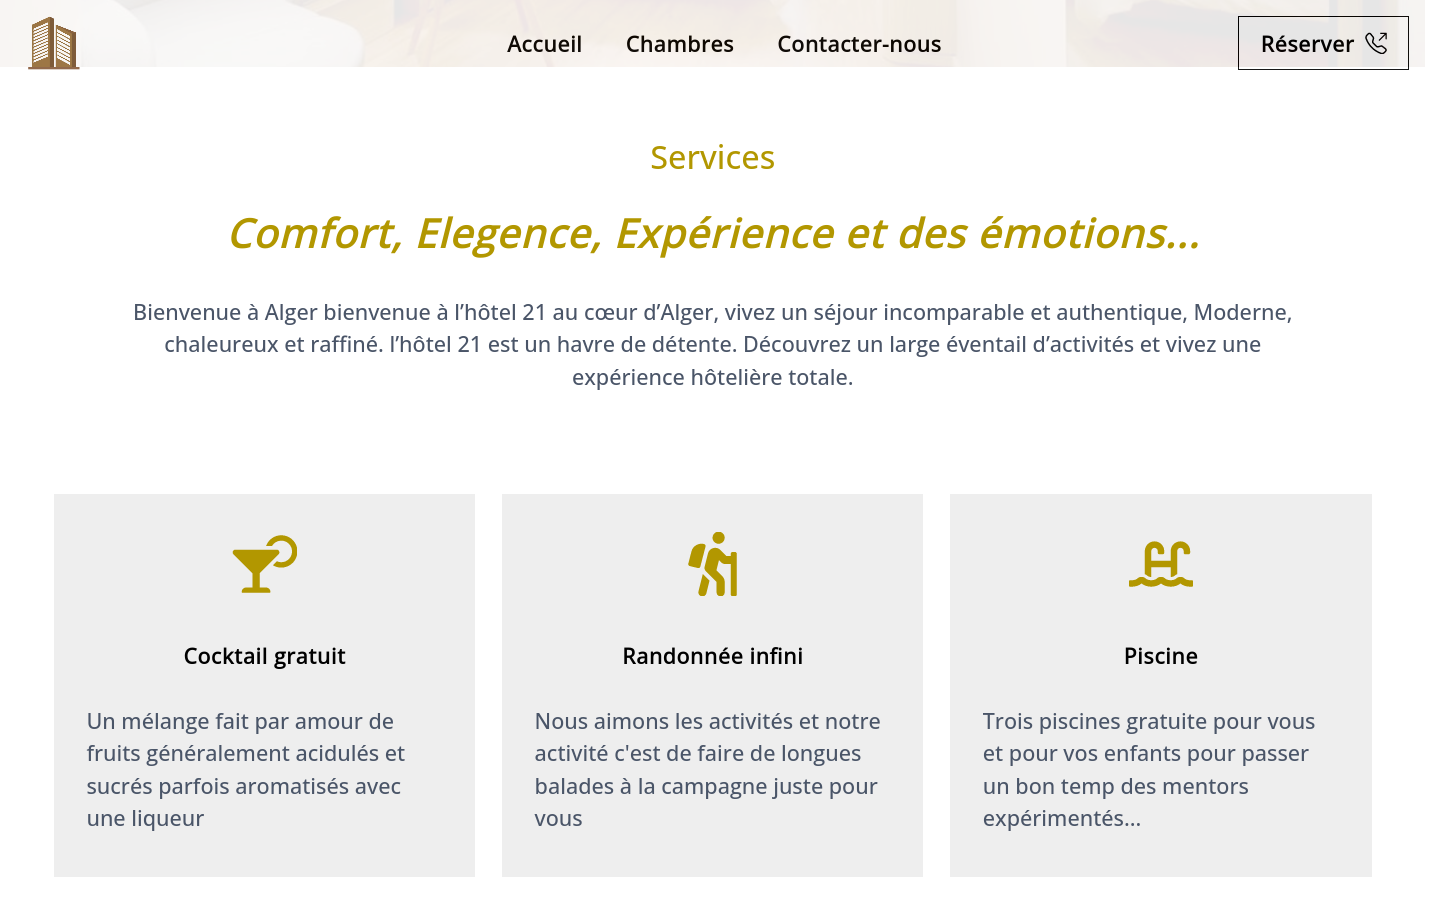 Accueil Chambres Contacter-nous Réserver
Services
Comfort, Elegence, Expérience et des émotions...
Bienvenue à Alger bienvenue à l’hôtel 21 au cœur d’Alger, vivez un séjour incomparable et authentique, Moderne,
chaleureux et raffiné. l’hôtel 21 est un havre de détente. Découvrez un large éventail d’activités et vivez une
expérience hôtelière totale.
Cocktail gratuit
Un mélange fait par amour de
fruits généralement acidulés et
sucrés parfois aromatisés avec
une liqueur
Randonnée infini
Nous aimons les activités et notre
activité c'est de faire de longues
balades à la campagne juste pour
vous
Piscine
Trois piscines gratuite pour vous
et pour vos enfants pour passer
un bon temp des mentors
expérimentés...